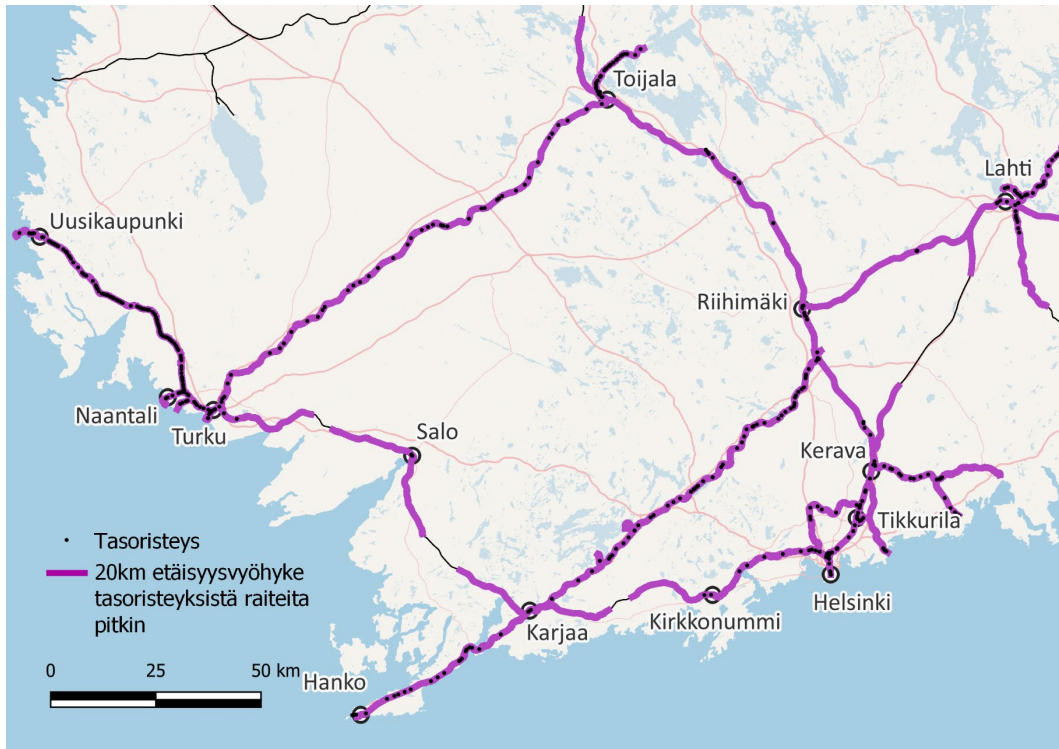 Toijala
Lahti
Uusikaupunki
Riihimäki
Naantali
Turku
Salo
Kerava
Tikkurila
Helsinki
Kirkkonummi
Karjaa
Hanko
Tasoristeys
20km etäisyysvyöhyke
tasoristeyksistä raiteita
pitkin
0 25 50 km